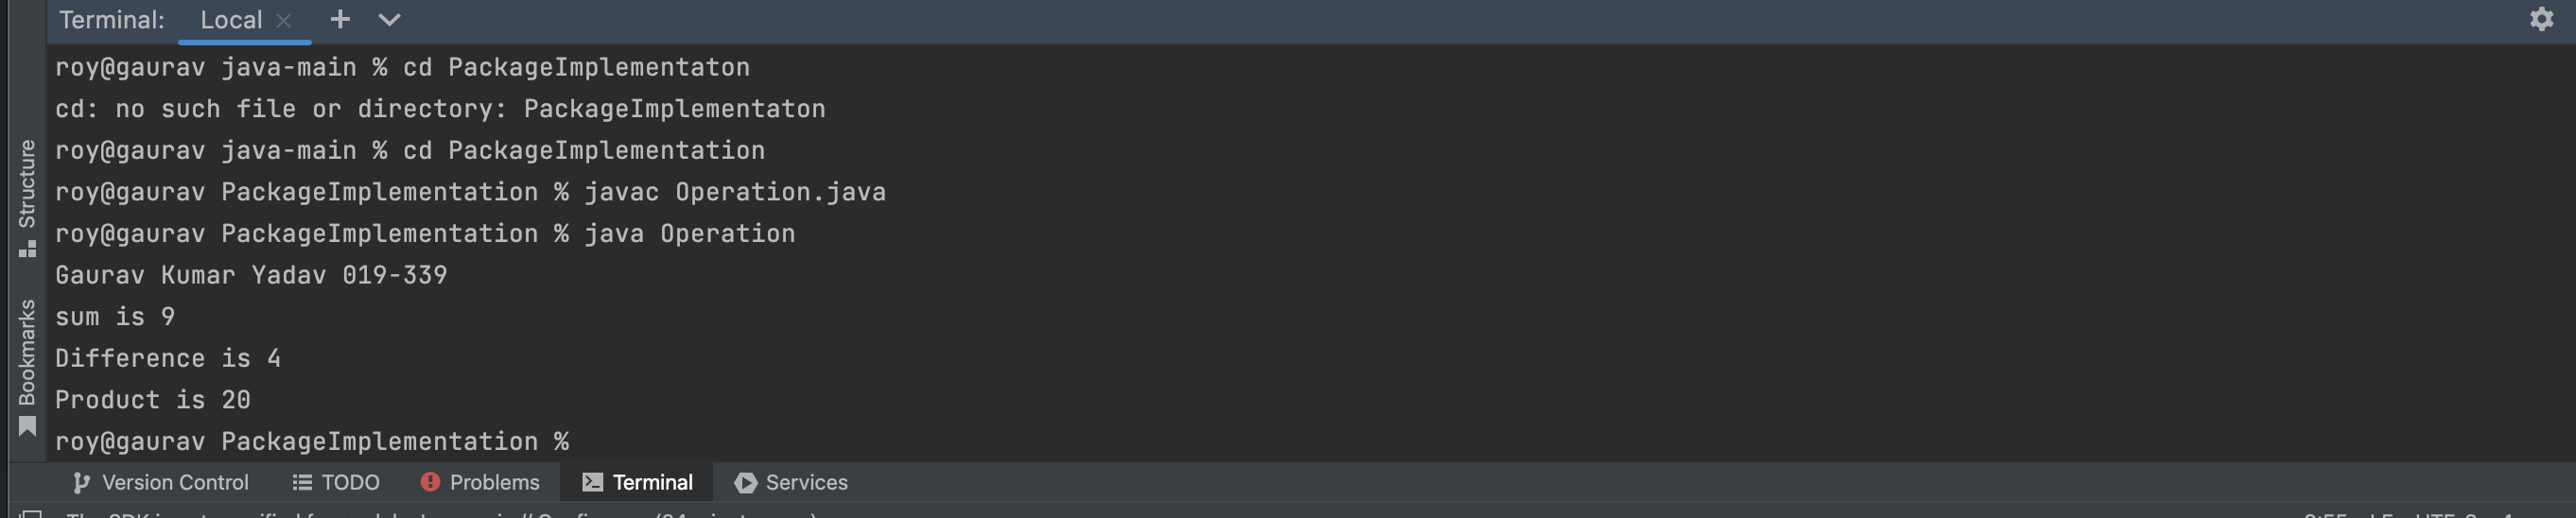 Terminal: Local
roy@gaurav java-main % cd PackageImplementaton
cd: no such file or directory: PackageImplementaton
roy@gaurav java-main % cd PackageImplementation
roy@gaurav PackageImplementation % javac Operation.java
roy@gaurav PackageImplementation % java Operation
Gaurav Kumar Yadav 019-339
sum is 9
Difference is 4
Product is 20
roy@gaurav PackageImplementation %
Structure
Bookmarks
Version Control TODO Problems Terminal Services